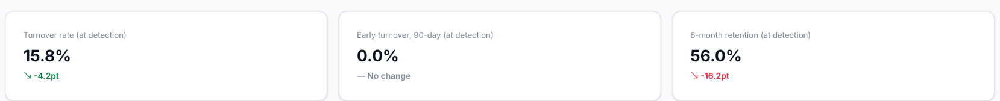 Turnover rate (at detection)
15.8%
↘ -4.2pt
Early turnover, 90-day (at detection)
0.0%
— No change
6-month retention (at detection)
56.0%
↘ -16.2pt